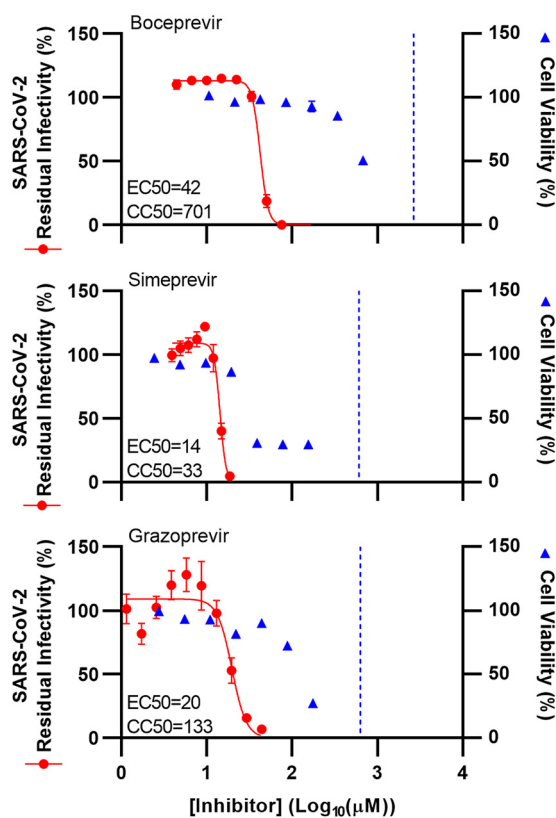 Boceprevir
150
100
50
0
150
100
50
0
SARS-CoV-2
Residual Infectivity (%)
Cell Viability (%)
EC50=42
CC50=701
Simeprevir
150
100
50
0
150
100
50
0
SARS-CoV-2
Residual Infectivity (%)
Cell Viability (%)
EC50=14
CC50=33
Grazoprevir
150
100
50
0
150
100
50
0
SARS-CoV-2
Residual Infectivity (%)
Cell Viability (%)
EC50=20
CC50=133
0 1 2 3 4
[Inhibitor] (Log10(µM))